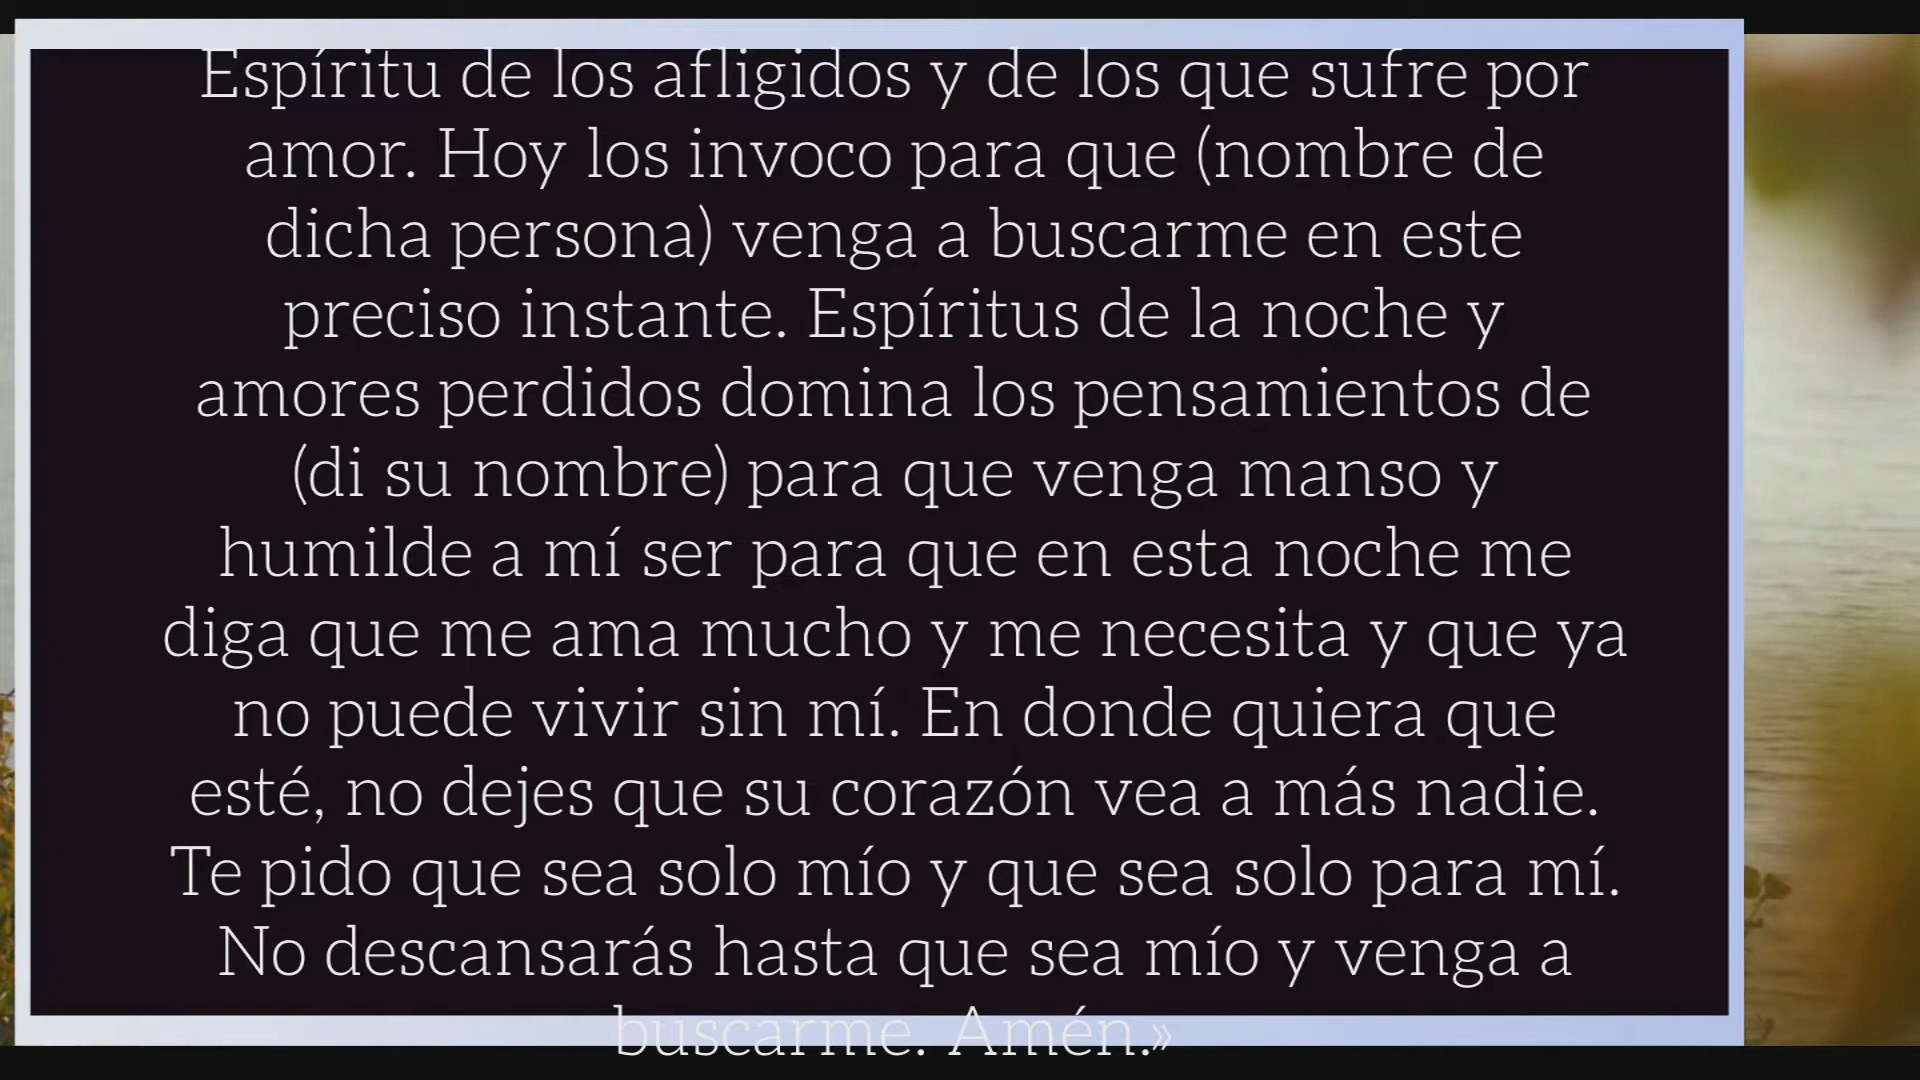 Espíritu de los afligidos y de los que sufre por
amor. Hoy los invoco para que (nombre de
dicha persona) venga a buscarme en este
preciso instante. Espíritus de la noche y
amores perdidos domina los pensamientos de
(di su nombre) para que venga manso y
humilde a mí ser para que en esta noche me
diga que me ama mucho y me necesita y que ya
no puede vivir sin mí. En donde quiera que
esté, no dejes que su corazón vea a más nadie.
Te pido que sea solo mío y que sea solo para mí.
No descansarás hasta que sea mío y venga a
buscarme. Amén.»